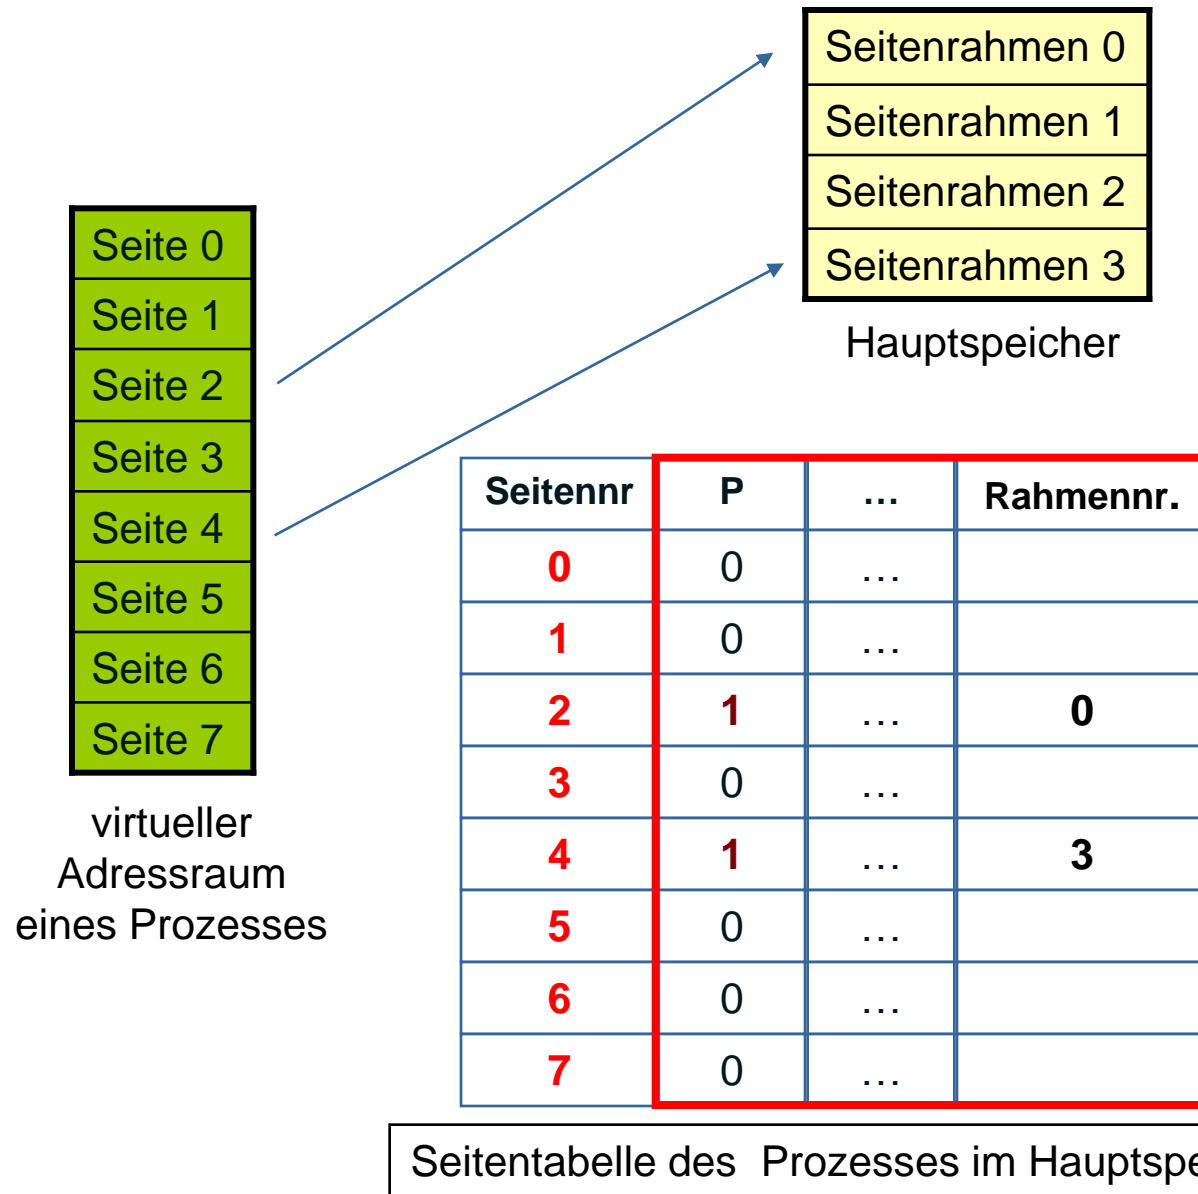 Seitenrahmen 0
Seitenrahmen 1
Seitenrahmen 2
Seitenrahmen 3
Hauptspeicher
Seite 0
Seite 1
Seite 2
Seite 3
Seite 4
Seite 5
Seite 6
Seite 7
virtueller
Adressraum
eines Prozesses
Seitennr P … Rahmennr.
0 0 …
1 0 …
2 1 … 0
3 0 …
4 1 … 3
5 0 …
6 0 …
7 0 …
Seitentabelle des Prozesses im